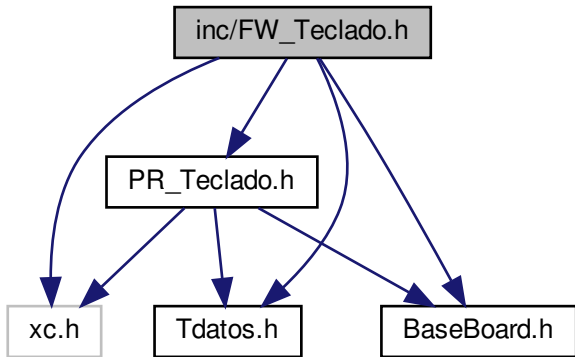 inc/FW_Teclado.h
PR_Teclado.h
xc.h
Tdatos.h
BaseBoard.h